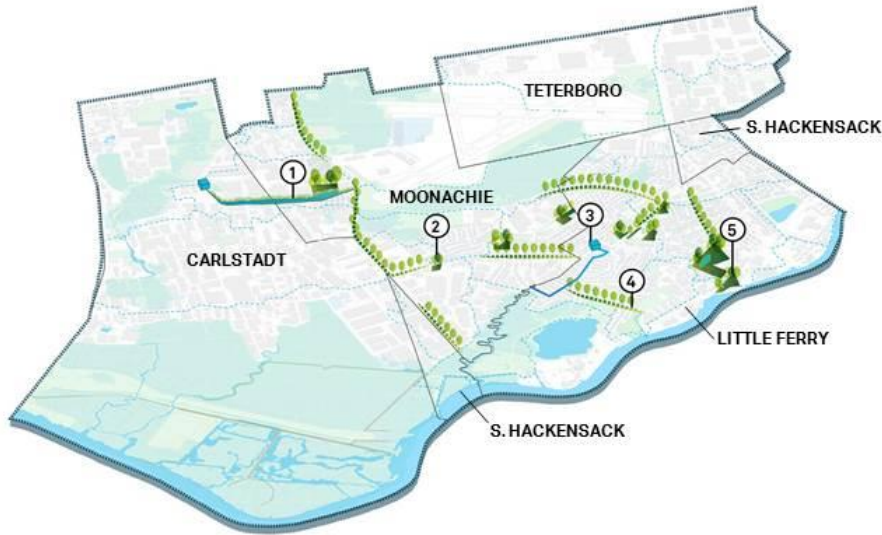 TETERBORO
S. HACKENSACK
1
MOONACHIE
2
3
5
CARLSTADT
4
LITTLE FERRY
S. HACKENSACK